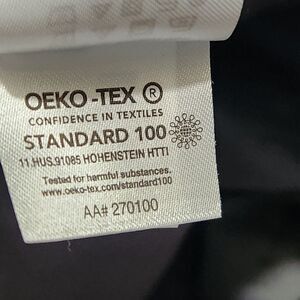 OEKO-TEX ®
CONFIDENCE IN TEXTILES
STANDARD 100
11.HUS.91085 HOHENSTEIN HTTI
Tested for harmful substances.
www.oeko-tex.com/standard100
AA# 270100